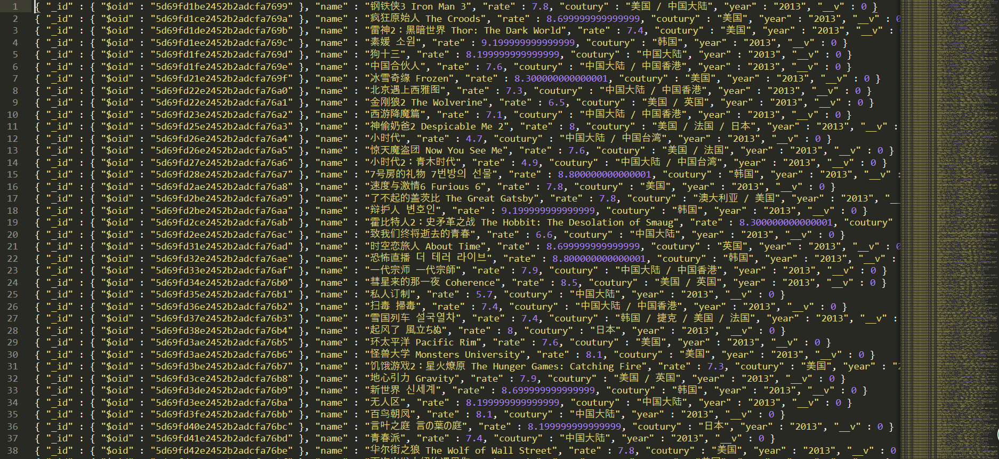 1 { "_id" : { "$oid" : "5d69fd1be2452b2adcfa7699" }, "name" : "钢铁侠3 Iron Man 3", "rate" : 7.8, "coutury" : "美国 / 中国大陆", "year" : "2013", "__v" : 0 }
2 { "_id" : { "$oid" : "5d69fd1ce2452b2adcfa769a" }, "name" : "疯狂原始人 The Croods", "rate" : 8.699999999999999, "coutury" : "美国", "year" : "2013", "__v" : 0
3 { "_id" : { "$oid" : "5d69fd1de2452b2adcfa769b" }, "name" : "雷神2：黑暗世界 Thor: The Dark World", "rate" : 7.4, "coutury" : "美国", "year" : "2013", "__v" :
4 { "_id" : { "$oid" : "5d69fd1ee2452b2adcfa769c" }, "name" : "素媛 소원", "rate" : 9.199999999999999, "coutury" : "韩国", "year" : "2013", "__v" : 0 }
5 { "_id" : { "$oid" : "5d69fd1fe2452b2adcfa769d" }, "name" : "狗十三", "rate" : 8.199999999999999, "coutury" : "中国大陆", "year" : "2013", "__v" : 0 }
6 { "_id" : { "$oid" : "5d69fd1fe2452b2adcfa769e" }, "name" : "中国合伙人", "rate" : 7.6, "coutury" : "中国大陆 / 中国香港", "year" : "2013", "__v" : 0 }
7 { "_id" : { "$oid" : "5d69fd21e2452b2adcfa769f" }, "name" : "冰雪奇缘 Frozen", "rate" : 8.300000000000001, "coutury" : "美国", "year" : "2013", "__v" : 0 }
8 { "_id" : { "$oid" : "5d69fd22e2452b2adcfa76a0" }, "name" : "北京遇上西雅图", "rate" : 7.3, "coutury" : "中国大陆 / 中国香港", "year" : "2013", "__v" : 0 }
9 { "_id" : { "$oid" : "5d69fd22e2452b2adcfa76a1" }, "name" : "金刚狼2 The Wolverine", "rate" : 6.5, "coutury" : "美国 / 英国", "year" : "2013", "__v" : 0 }
10 { "_id" : { "$oid" : "5d69fd23e2452b2adcfa76a2" }, "name" : "西游降魔篇", "rate" : 7.1, "coutury" : "中国大陆 / 中国香港", "year" : "2013", "__v" : 0 }
11 { "_id" : { "$oid" : "5d69fd25e2452b2adcfa76a3" }, "name" : "神偷奶爸2 Despicable Me 2", "rate" : 8, "coutury" : "美国 / 法国 / 日本", "year" : "2013", "__v" :
12 { "_id" : { "$oid" : "5d69fd26e2452b2adcfa76a4" }, "name" : "小时代", "rate" : 4.7, "coutury" : "中国大陆 / 中国台湾", "year" : "2013", "__v" : 0 }
13 { "_id" : { "$oid" : "5d69fd26e2452b2adcfa76a5" }, "name" : "惊天魔盗团 Now You See Me", "rate" : 7.6, "coutury" : "美国 / 法国", "year" : "2013", "__v" : 0 }
14 { "_id" : { "$oid" : "5d69fd27e2452b2adcfa76a6" }, "name" : "小时代2：青木时代", "rate" : 4.9, "coutury" : "中国大陆 / 中国台湾", "year" : "2013", "__v" : 0 }
15 { "_id" : { "$oid" : "5d69fd28e2452b2adcfa76a7" }, "name" : "7号房的礼物 7번방의 선물", "rate" : 8.800000000000001, "coutury" : "韩国", "year" : "2013", "__v" :
16 { "_id" : { "$oid" : "5d69fd2ae2452b2adcfa76a8" }, "name" : "速度与激情6 Furious 6", "rate" : 7.8, "coutury" : "美国", "year" : "2013", "__v" : 0 }
17 { "_id" : { "$oid" : "5d69fd2be2452b2adcfa76a9" }, "name" : "了不起的盖茨比 The Great Gatsby", "rate" : 7.8, "coutury" : "澳大利亚 / 美国", "year" : "2013", "__
18 { "_id" : { "$oid" : "5d69fd2be2452b2adcfa76aa" }, "name" : "辩护人 변호인", "rate" : 9.199999999999999, "coutury" : "韩国", "year" : "2013", "__v" : 0 }
19 { "_id" : { "$oid" : "5d69fd2ce2452b2adcfa76ab" }, "name" : "霍比特人2：史矛革之战 The Hobbit: The Desolation of Smaug", "rate" : 8.300000000000001, "coutury"
20 { "_id" : { "$oid" : "5d69fd2ee2452b2adcfa76ac" }, "name" : "致我们终将逝去的青春", "rate" : 6.6, "coutury" : "中国大陆", "year" : "2013", "__v" : 0 }
21 { "_id" : { "$oid" : "5d69fd31e2452b2adcfa76ad" }, "name" : "时空恋旅人 About Time", "rate" : 8.699999999999999, "coutury" : "英国", "year" : "2013", "__v" : 0
22 { "_id" : { "$oid" : "5d69fd32e2452b2adcfa76ae" }, "name" : "恐怖直播 더 테러 라이브", "rate" : 8.800000000000001, "coutury" : "韩国", "year" : "2013", "__v" :
23 { "_id" : { "$oid" : "5d69fd33e2452b2adcfa76af" }, "name" : "一代宗师 一代宗師", "rate" : 7.9, "coutury" : "中国大陆 / 中国香港", "year" : "2013", "__v" : 0 }
24 { "_id" : { "$oid" : "5d69fd34e2452b2adcfa76b0" }, "name" : "彗星来的那一夜 Coherence", "rate" : 8.5, "coutury" : "美国 / 英国", "year" : "2013", "__v" : 0 }
25 { "_id" : { "$oid" : "5d69fd35e2452b2adcfa76b1" }, "name" : "私人订制", "rate" : 5.7, "coutury" : "中国大陆", "year" : "2013", "__v" : 0 }
26 { "_id" : { "$oid" : "5d69fd36e2452b2adcfa76b2" }, "name" : "扫毒 掃毒", "rate" : 7.4, "coutury" : "中国大陆 / 中国香港", "year" : "2013", "__v" : 0 }
27 { "_id" : { "$oid" : "5d69fd37e2452b2adcfa76b3" }, "name" : "雪国列车 설국열차", "rate" : 7.4, "coutury" : "韩国 / 捷克 / 美国 / 法国", "year" : "2013", "__v" :
28 { "_id" : { "$oid" : "5d69fd38e2452b2adcfa76b4" }, "name" : "起风了 風立ちぬ", "rate" : 8, "coutury" : "日本", "year" : "2013", "__v" : 0 }
29 { "_id" : { "$oid" : "5d69fd3ae2452b2adcfa76b5" }, "name" : "环太平洋 Pacific Rim", "rate" : 7.6, "coutury" : "美国", "year" : "2013", "__v" : 0 }
30 { "_id" : { "$oid" : "5d69fd3ae2452b2adcfa76b6" }, "name" : "怪兽大学 Monsters University", "rate" : 8.1, "coutury" : "美国", "year" : "2013", "__v" : 0 }
31 { "_id" : { "$oid" : "5d69fd3be2452b2adcfa76b7" }, "name" : "饥饿游戏2：星火燎原 The Hunger Games: Catching Fire", "rate" : 7.3, "coutury" : "美国", "year" : "2
32 { "_id" : { "$oid" : "5d69fd3ce2452b2adcfa76b8" }, "name" : "地心引力 Gravity", "rate" : 7.9, "coutury" : "美国 / 英国", "year" : "2013", "__v" : 0 }
33 { "_id" : { "$oid" : "5d69fd3de2452b2adcfa76b9" }, "name" : "新世界 신세계", "rate" : 8.699999999999999, "coutury" : "韩国", "year" : "2013", "__v" : 0 }
34 { "_id" : { "$oid" : "5d69fd3ee2452b2adcfa76ba" }, "name" : "无人区", "rate" : 8.199999999999999, "coutury" : "中国大陆", "year" : "2013", "__v" : 0 }
35 { "_id" : { "$oid" : "5d69fd3fe2452b2adcfa76bb" }, "name" : "百鸟朝凤", "rate" : 8.1, "coutury" : "中国大陆", "year" : "2013", "__v" : 0 }
36 { "_id" : { "$oid" : "5d69fd40e2452b2adcfa76bc" }, "name" : "言叶之庭 言の葉の庭", "rate" : 8.199999999999999, "coutury" : "日本", "year" : "2013", "__v" : 0 }
37 { "_id" : { "$oid" : "5d69fd41e2452b2adcfa76bd" }, "name" : "青春派", "rate" : 7.4, "coutury" : "中国大陆", "year" : "2013", "__v" : 0 }
38 { "_id" : { "$oid" : "5d69fd42e2452b2adcfa76be" }, "name" : "华尔街之狼 The Wolf of Wall Street", "rate" : 7.8, "coutury" : "美国", "year" : "2013", "__v" : 0